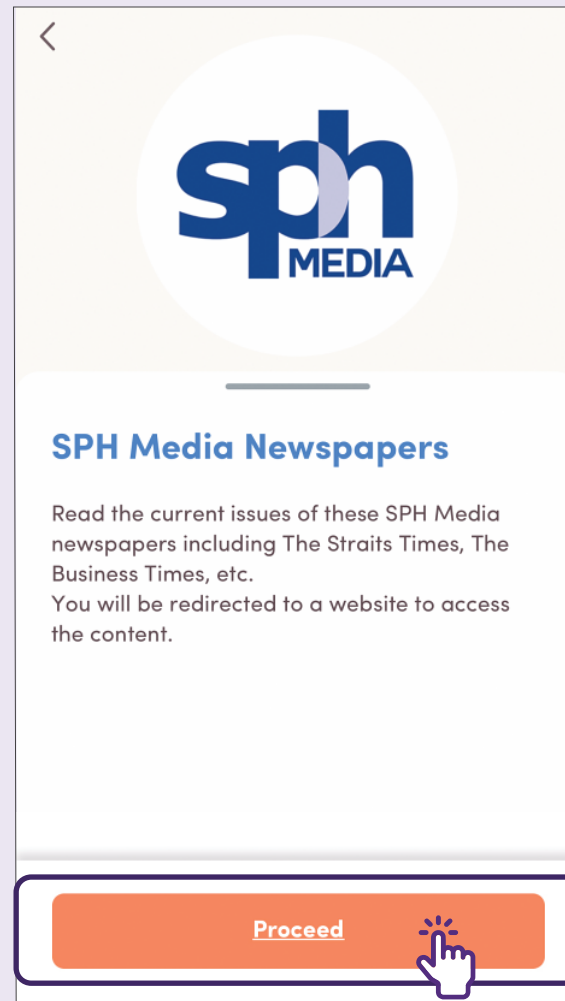 sph
MEDIA
SPH Media Newspapers
Read the current issues of these SPH Media
newspapers including The Straits Times, The
Business Times, etc.
You will be redirected to a website to access
the content.
Proceed